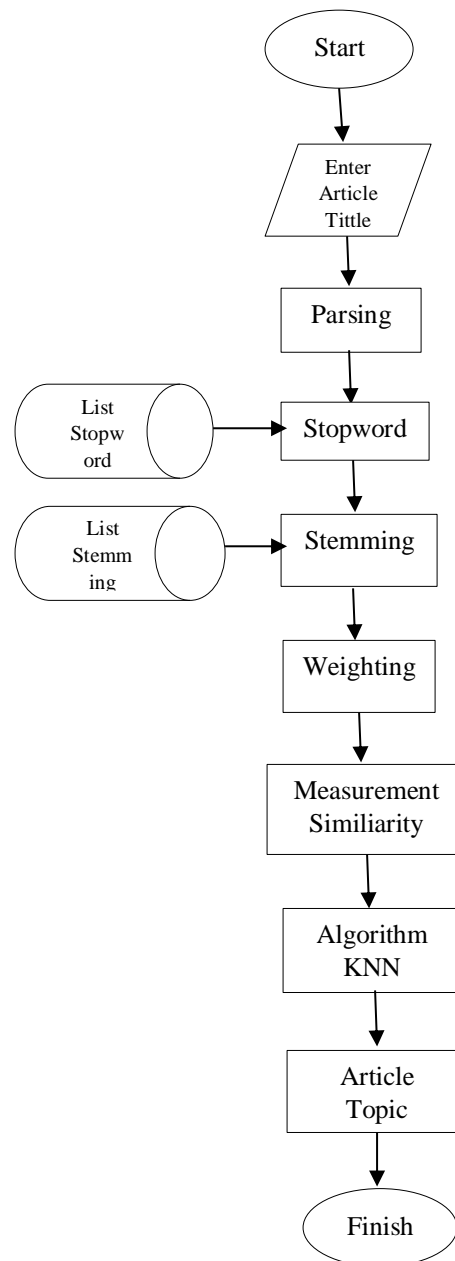 Start
Enter
Article
Tittle
Parsing
List
Stopw
ord
Stopword
List
Stemm
ing
Stemming
Weighting
Measurement
Similiarity
Algorithm
KNN
Article
Topic
Finish